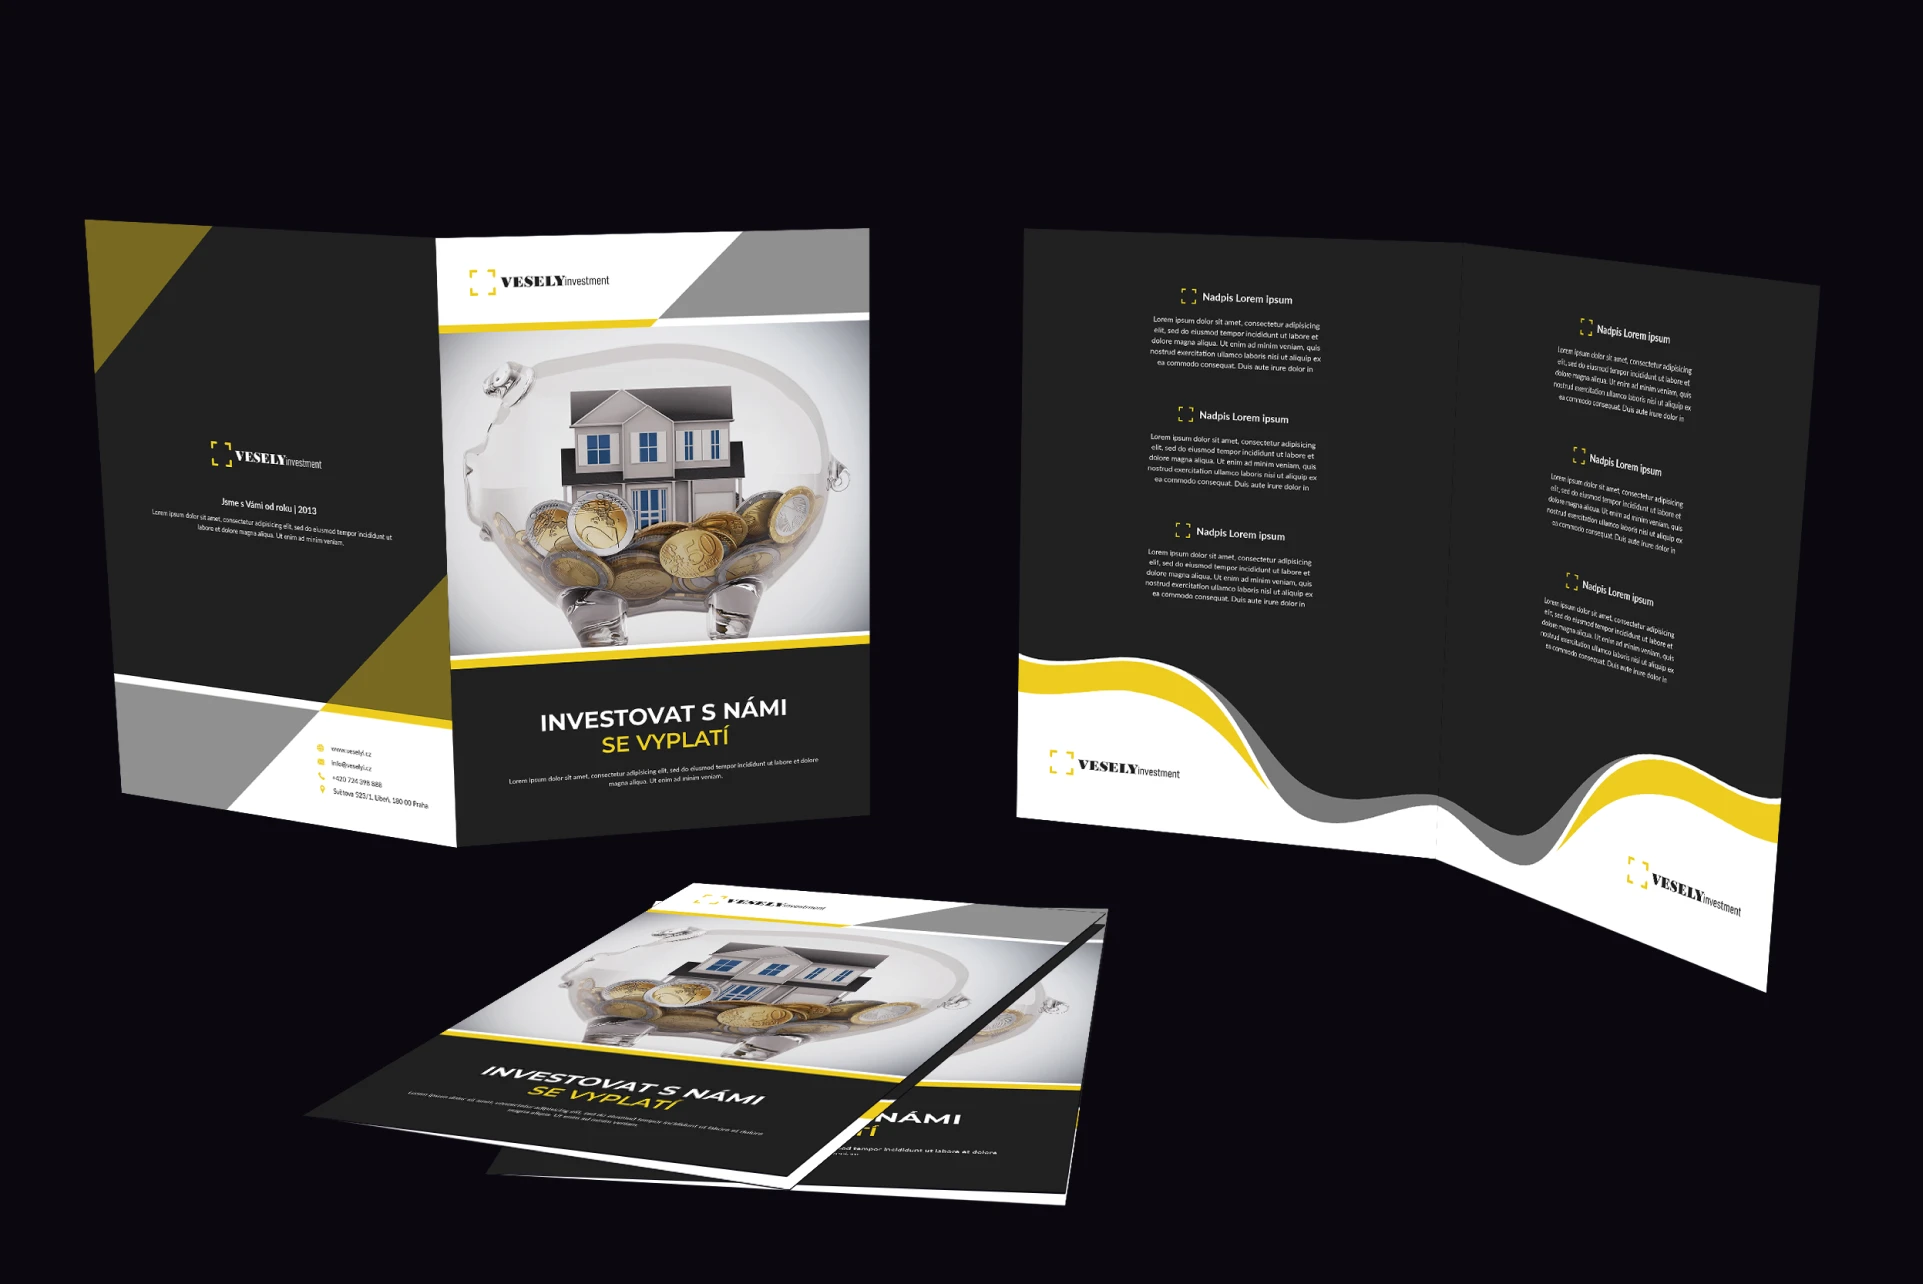 VESELYinvestment
Jsme s Vámi od roku | 2013
Lorem ipsum dolor sit amet, consectetur adipisicing elit, sed do eiusmod tempor incididunt ut
labore et dolore magna aliqua. Ut enim ad minim veniam.
www.veselyi.cz
info@veselyi.cz
+420 724 398 888
Světova 523/1, Libeň, 180 00 Praha
VESELYinvestment
INVESTOVAT S NÁMI
SE VYPLATÍ
Lorem ipsum dolor sit amet, consectetur adipisicing elit, sed do eiusmod tempor incididunt ut labore et dolore
magna aliqua. Ut enim ad minim veniam.
Nadpis Lorem ipsum
Lorem ipsum dolor sit amet, consectetur adipisicing
elit, sed do eiusmod tempor incididunt ut labore et
dolore magna aliqua. Ut enim ad minim veniam, quis
nostrud exercitation ullamco laboris nisi ut aliquip ex
ea commodo consequat. Duis aute irure dolor in
Nadpis Lorem ipsum
Lorem ipsum dolor sit amet, consectetur adipisicing
elit, sed do eiusmod tempor incididunt ut labore et
dolore magna aliqua. Ut enim ad minim veniam, quis
nostrud exercitation ullamco laboris nisi ut aliquip ex
ea commodo consequat. Duis aute irure dolor in
Nadpis Lorem ipsum
Lorem ipsum dolor sit amet, consectetur adipisicing
elit, sed do eiusmod tempor incididunt ut labore et
dolore magna aliqua. Ut enim ad minim veniam, quis
nostrud exercitation ullamco laboris nisi ut aliquip ex
ea commodo consequat. Duis aute irure dolor in
VESELYinvestment
Nadpis Lorem ipsum
Lorem ipsum dolor sit amet, consectetur adipisicing
elit, sed do eiusmod tempor incididunt ut labore et
dolore magna aliqua. Ut enim ad minim veniam, quis
nostrud exercitation ullamco laboris nisi ut aliquip ex
ea commodo consequat. Duis aute irure dolor in
Nadpis Lorem ipsum
Lorem ipsum dolor sit amet, consectetur adipisicing
elit, sed do eiusmod tempor incididunt ut labore et
dolore magna aliqua. Ut enim ad minim veniam, quis
nostrud exercitation ullamco laboris nisi ut aliquip ex
ea commodo consequat. Duis aute irure dolor in
Nadpis Lorem ipsum
Lorem ipsum dolor sit amet, consectetur adipisicing
elit, sed do eiusmod tempor incididunt ut labore et
dolore magna aliqua. Ut enim ad minim veniam, quis
nostrud exercitation ullamco laboris nisi ut aliquip ex
ea commodo consequat. Duis aute irure dolor in
VESELYinvestment
VESELYinvestment
INVESTOVAT S NÁMI
SE VYPLATÍ
Lorem ipsum dolor sit amet, consectetur adipisicing elit, sed do eiusmod tempor incididunt ut labore et dolore
magna aliqua. Ut enim ad minim veniam.
NÁMI
TÍ
tempor incididunt ut labore et dolore